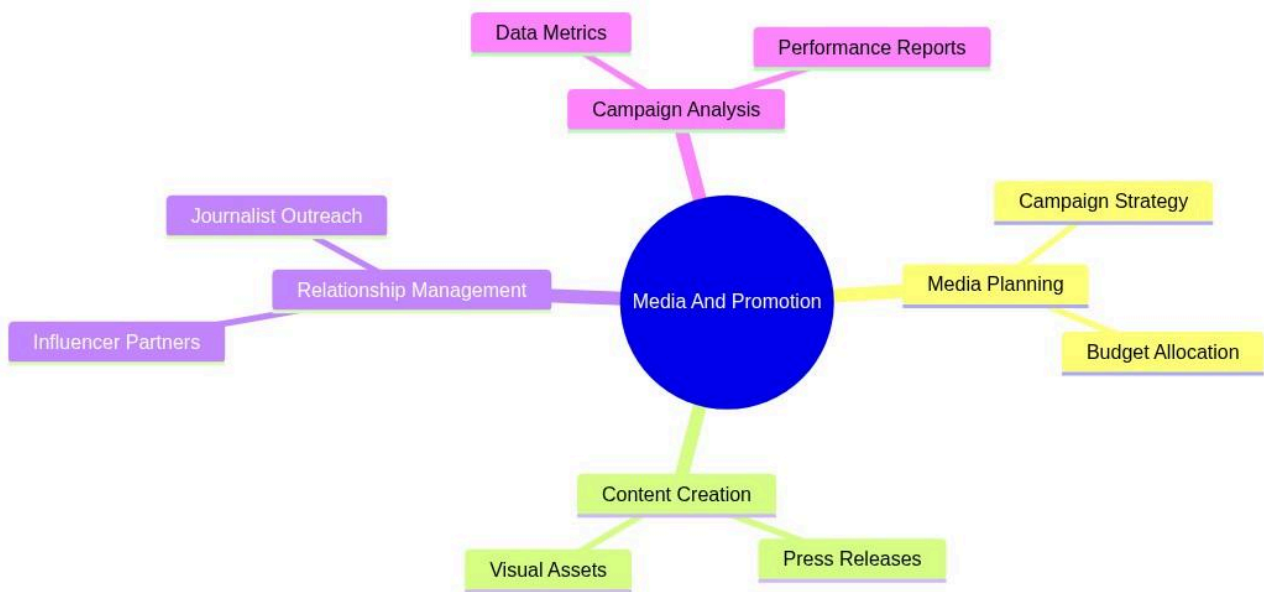 Data Metrics
Performance Reports
Campaign Analysis
Journalist Outreach
Campaign Strategy
Relationship Management
Media And Promotion
Media Planning
Influencer Partners
Budget Allocation
Content Creation
Visual Assets
Press Releases